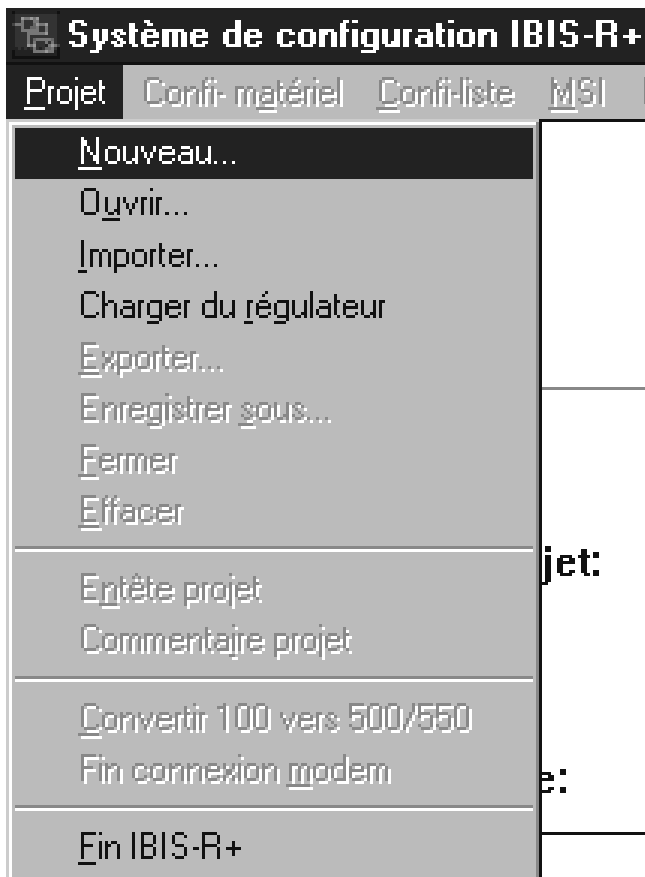 Système de configuration IBIS-R+
Projet Confi- matériel Confi-liste MSI
Nouveau...
Ouvrir...
Importer...
Charger du régulateur
Exporter...
Enregistrer sous...
Fermer
Effacer
jet:
Entête projet
Commentaire projet
Convertir 100 vers 500/550
Fin connexion modem
e:
Fin IBIS-R+